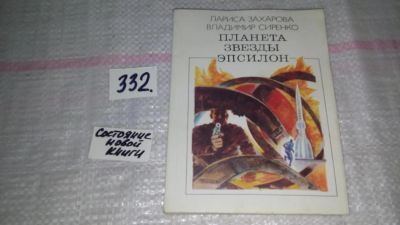 332.
Состояние
новой
книги
ЛАРИСА ЗАХАРОВА
ВЛАДИМИР СИРЕНКО
ПЛАНЕТА
ЗВЕЗДЫ
ЭПСИЛОН